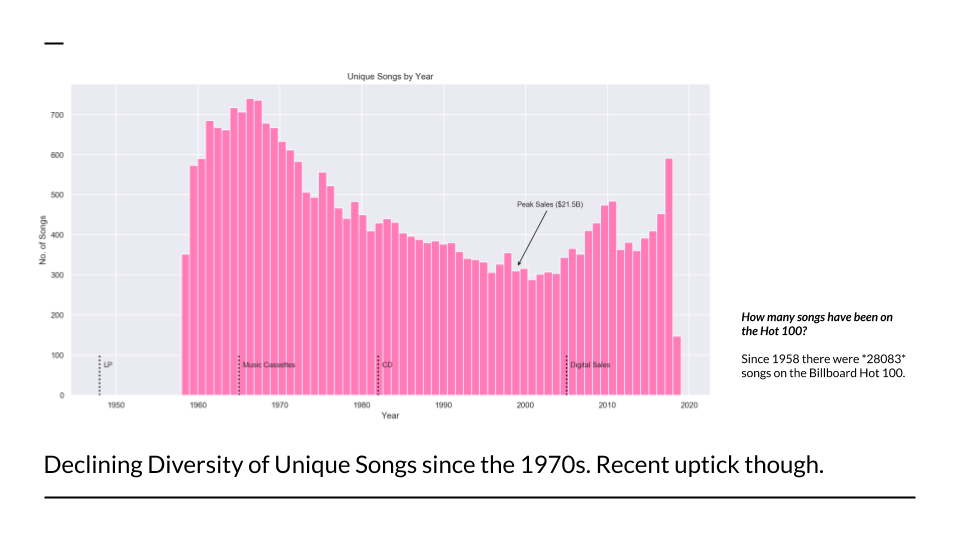 Unique Songs by Year
700
600
500
400
300
200
100
0
No. of Songs
Peak Sales ($21.5B)
LP
Music Cassettes
CD
Digital Sales
1950
1960
1970
1980
1990
2000
2010
2020
Year
How many songs have been on
the Hot 100?
Since 1958 there were *28083*
songs on the Billboard Hot 100.
Declining Diversity of Unique Songs since the 1970s. Recent uptick though.